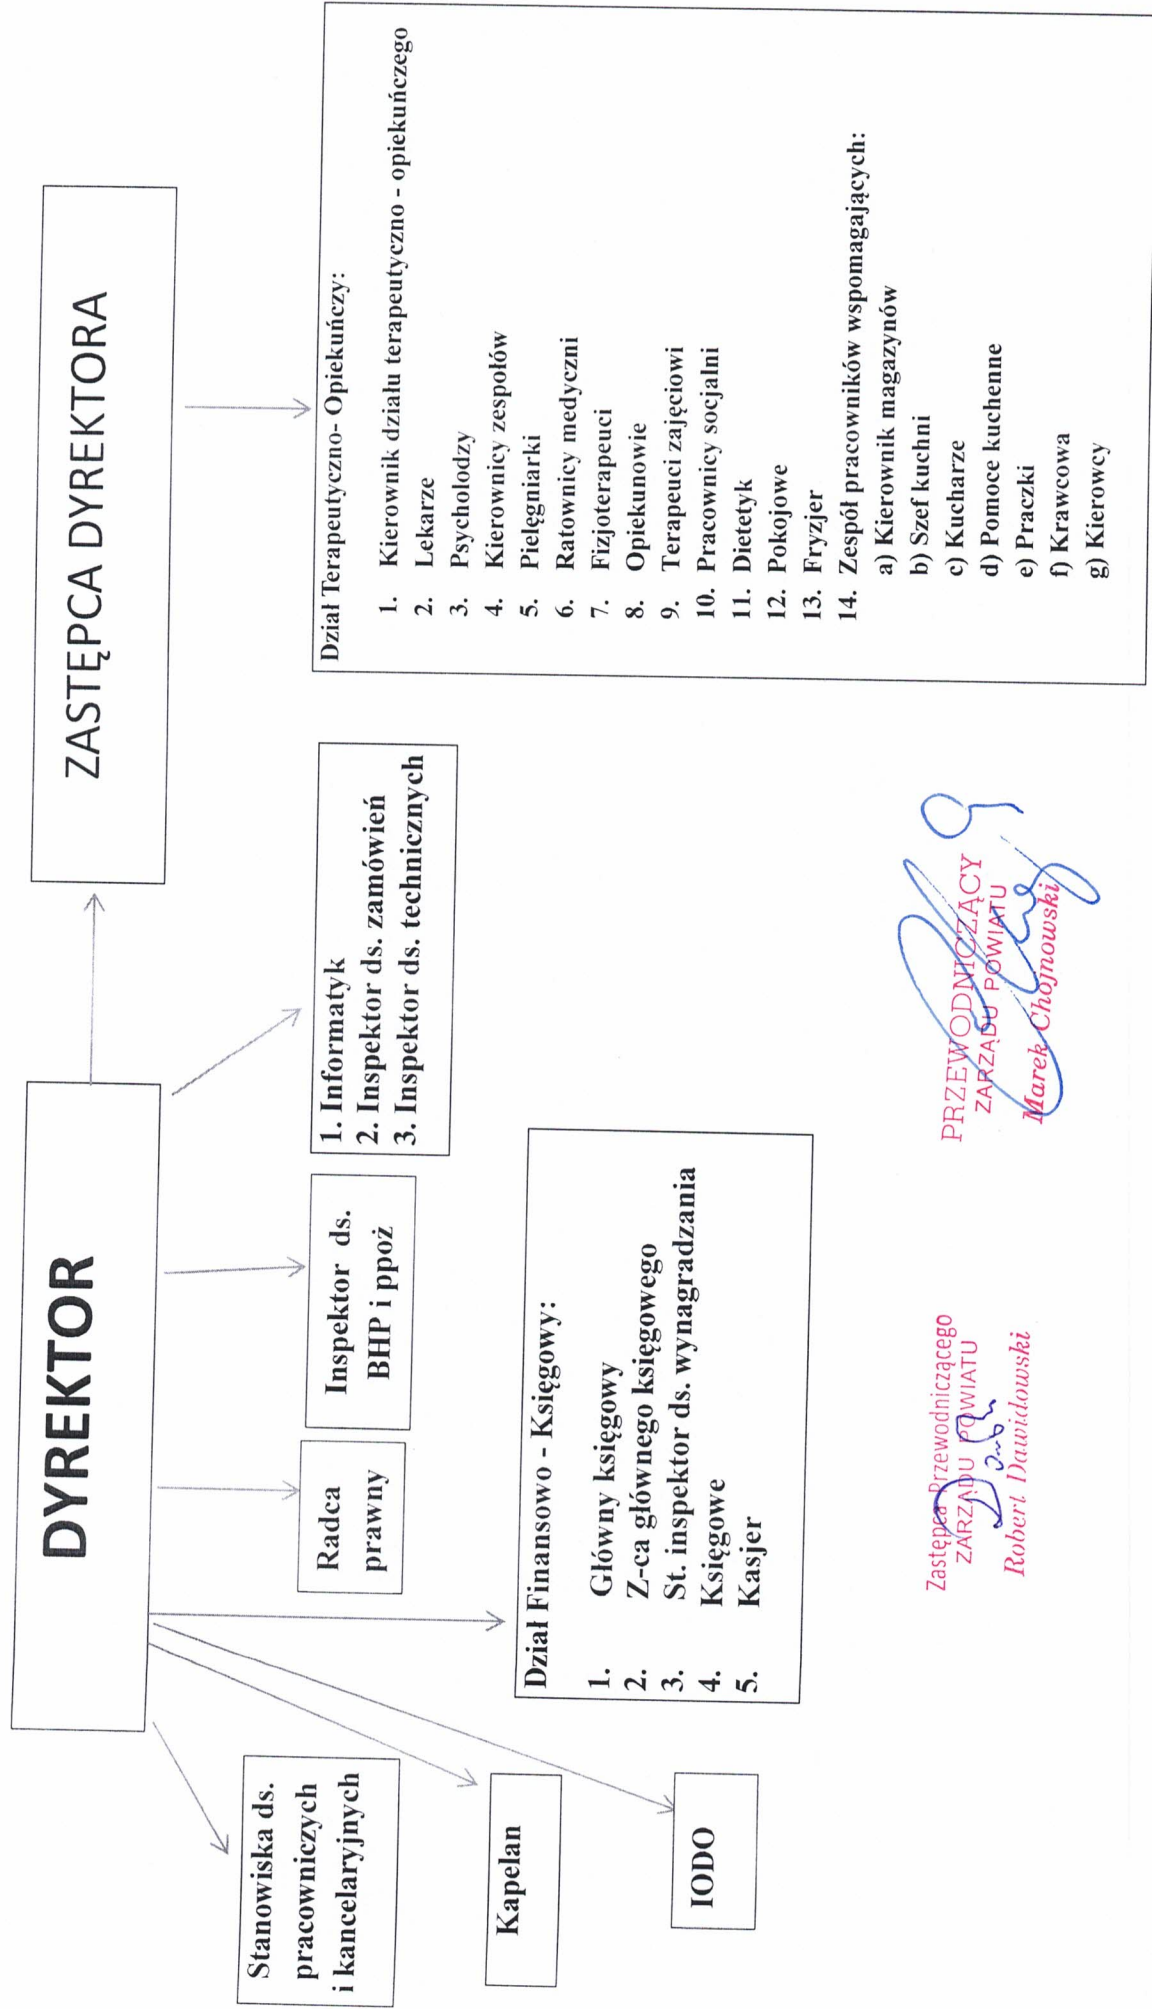 DYREKTOR
ZASTĘPCA DYREKTORA
Stanowiska ds.
pracowniczych
i kancelaryjnych
Kapelan
IODO
Radca
prawny
Inspektor ds.
BHP i ppoż
1. Informatyk
2. Inspektor ds. zamówień
3. Inspektor ds. technicznych
Dział Finansowo - Księgowy:
1. Główny księgowy
2. Z-ca głównego księgowego
3. St. inspektor ds. wynagradzania
4. Księgowe
5. Kasjer
Dział Terapeutyczno- Opiekuńczy:
1. Kierownik działu terapeutyczno - opiekuńczego
2. Lekarze
3. Psycholodzy
4. Kierownicy zespołów
5. Pielęgniarki
6. Ratownicy medyczni
7. Fizjoterapeuci
8. Opiekunowie
9. Terapeuci zajęciowi
10. Pracownicy socjalni
11. Dietetyk
12. Pokojowe
13. Fryzjer
14. Zespół pracowników wspomagających:
a) Kierownik magazynów
b) Szef kuchni
c) Kucharze
d) Pomoce kuchenne
e) Praczki
f) Krawcowa
g) Kierowcy
Zastępca Przewodniczącego
ZARZĄDU POWIATU
Robert Dawidowski
PRZEWODNICZĄCY
ZARZĄDU POWIATU
Marek Chojnowski